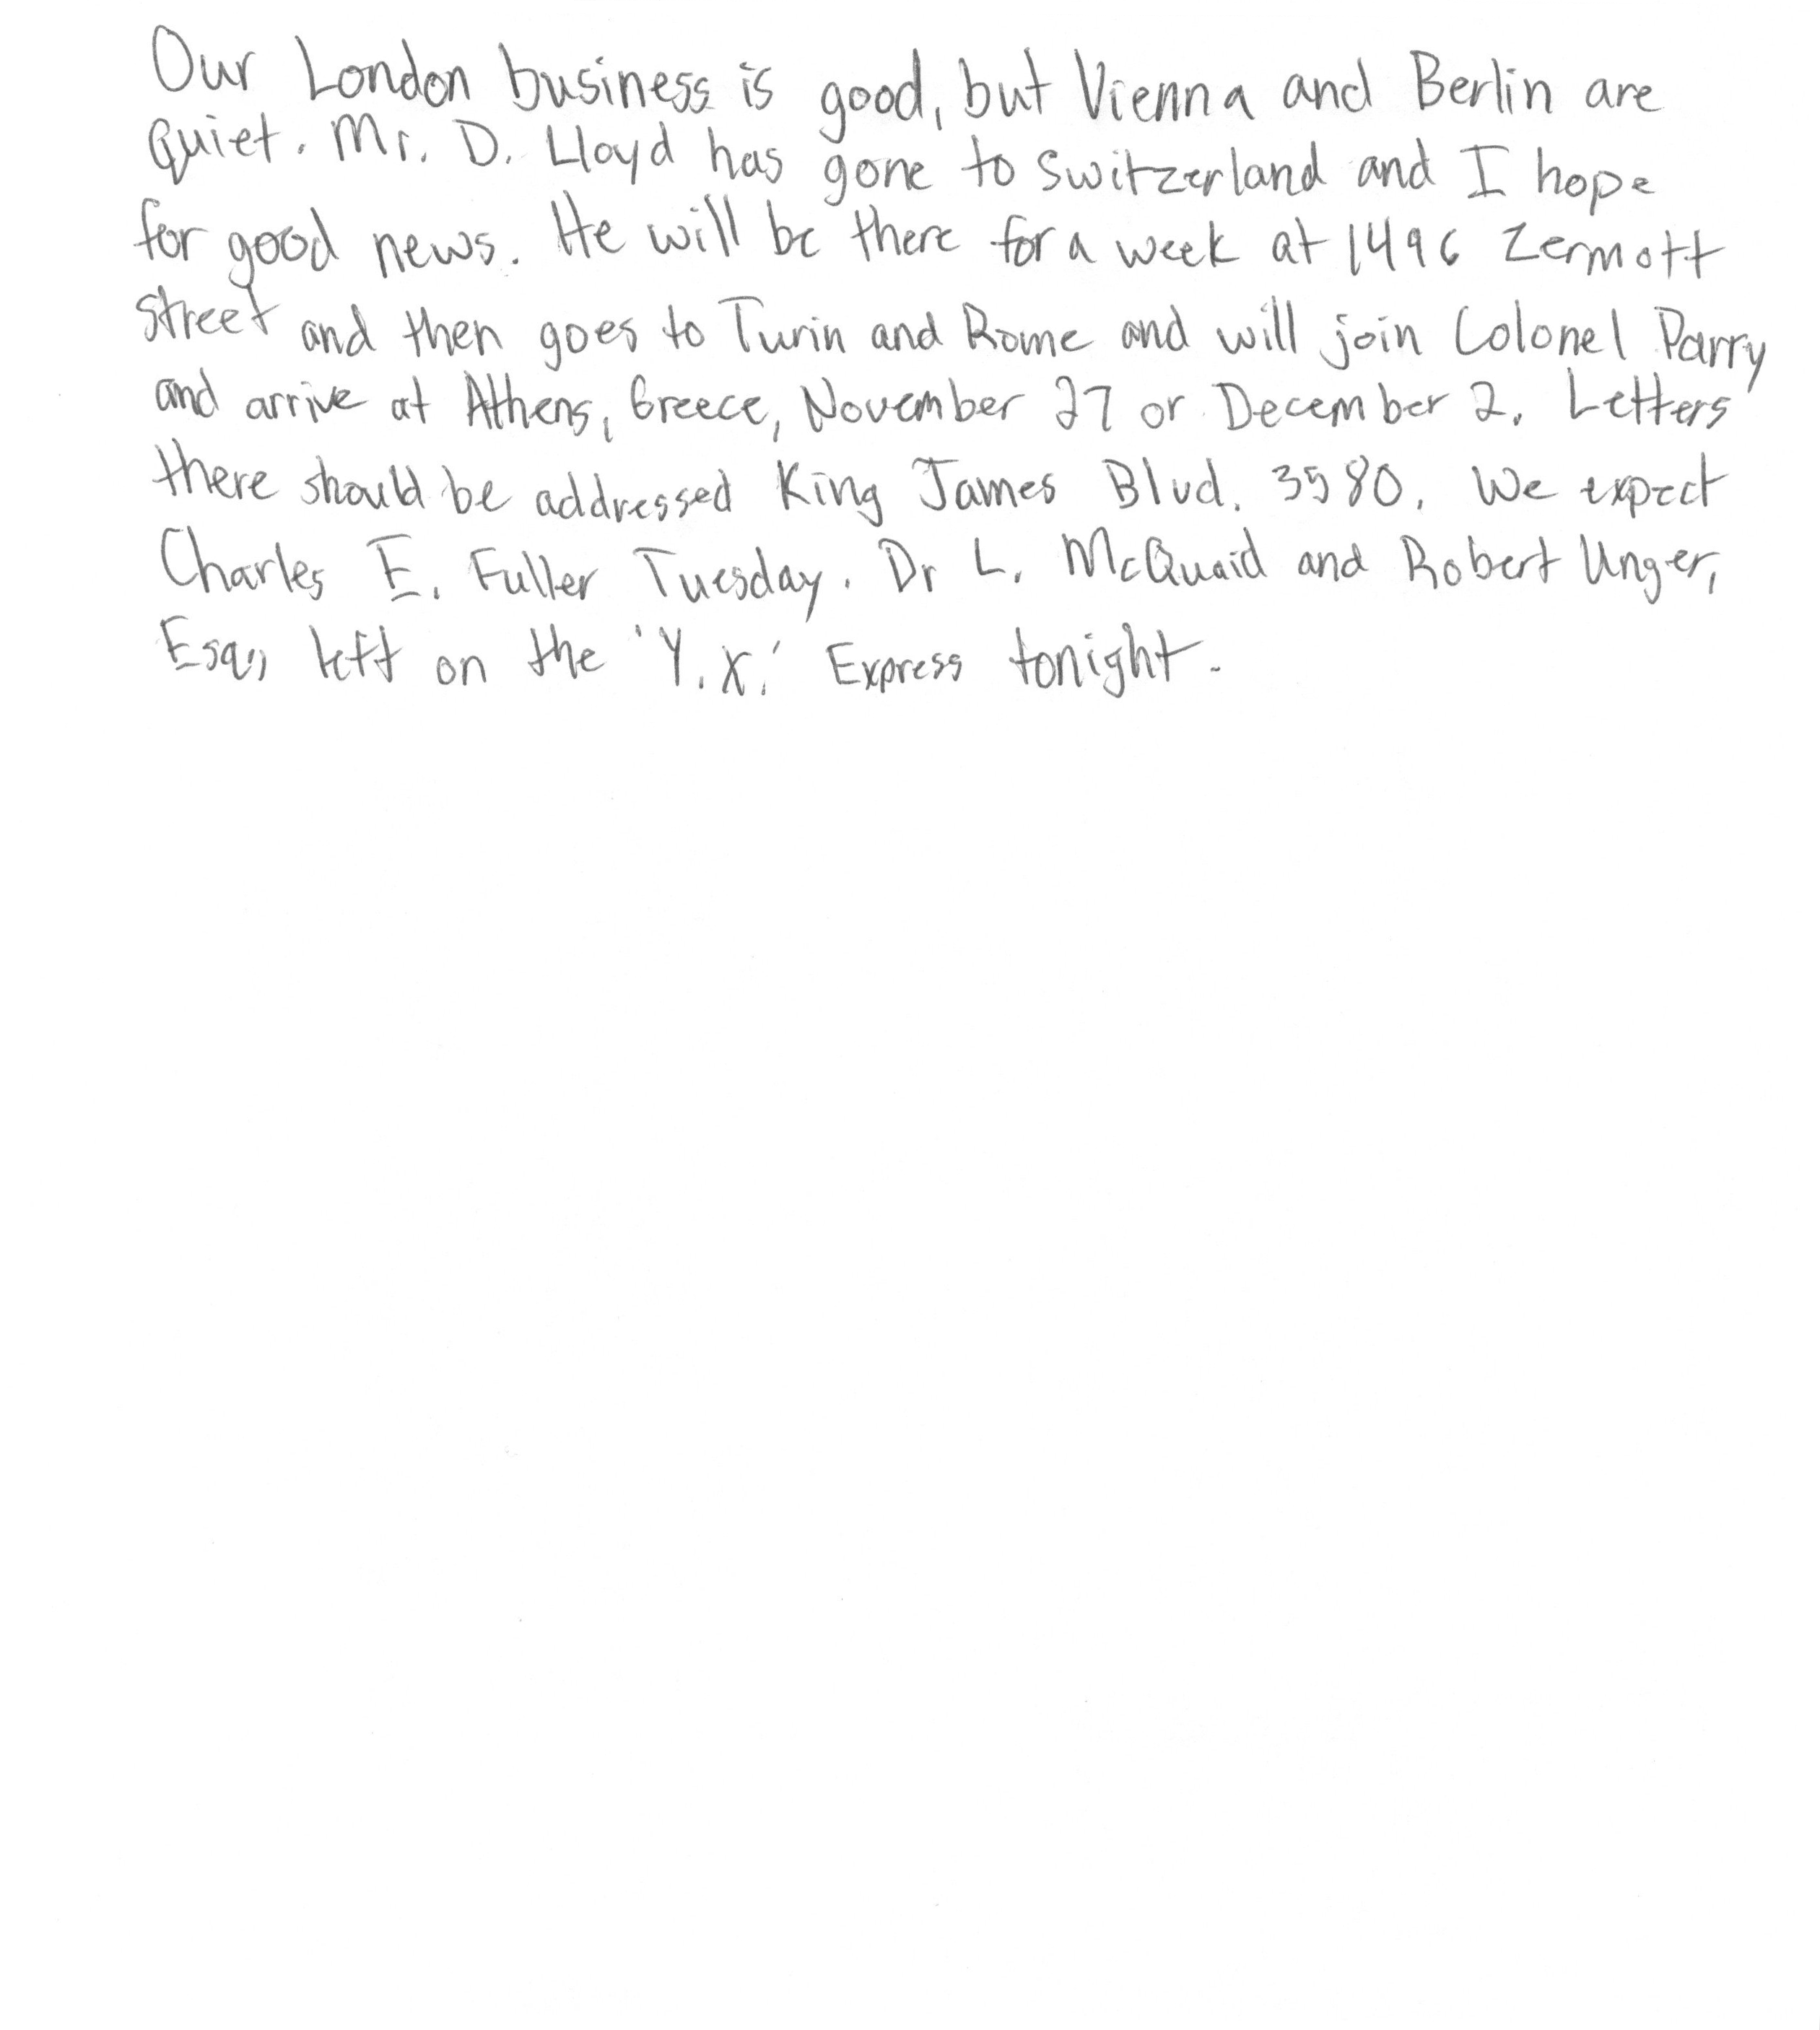 Our London business is good, but Vienna and Berlin are
quiet. Mr. D. Lloyd has gone to Switzerland and I hope
for good news. He will be there for a week at 1496 Zermott
street and then goes to Turin and Rome and will join Colonel Parry
and arrive at Athens, Greece, November 27 or December 2. Letters
there should be addressed King James Blvd. 3580. We expect
Charles E. Fuller Tuesday. Dr L. McQuaid and Robert Unger,
Esq., left on the 'Y.X.' Express tonight.